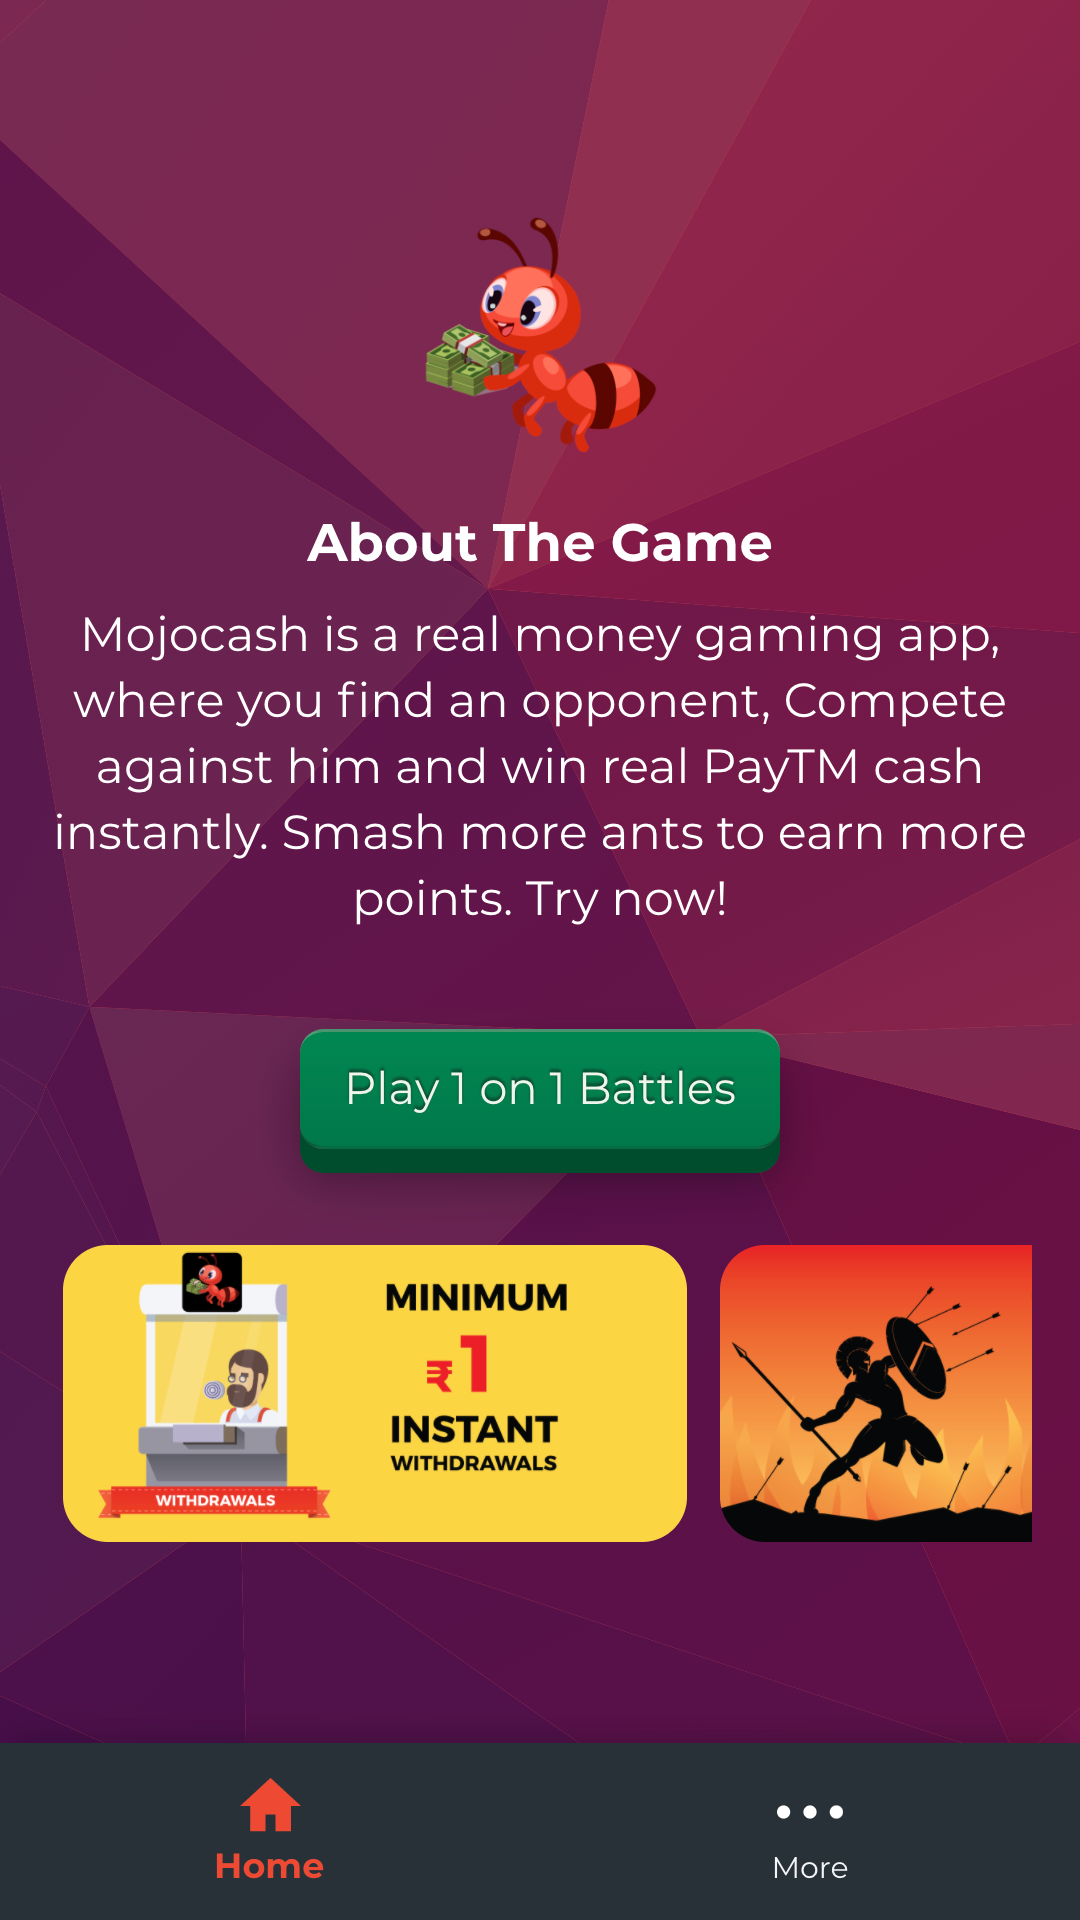 About The Game
Mojocash is a real money gaming app,
where you find an opponent, Compete
against him and win real PayTM cash
instantly. Smash more ants to earn more
points. Try now!
Play 1 on 1 Battles
MINIMUM
₹1
INSTANT
WITHDRAWALS
WITHDRAWALS
Home
More